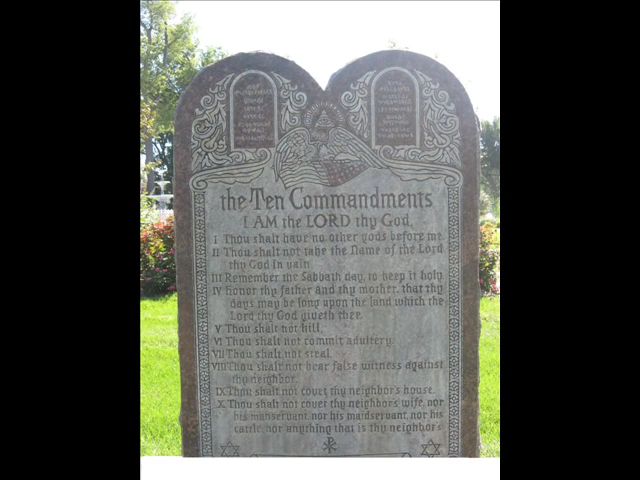 the Ten Commandments
I AM the LORD thy God.
I Thou shalt have no other gods before me.
II Thou shalt not take the Name of the Lord
thy God in vain.
III Remember the Sabbath day, to keep it holy.
IV Honor thy father and thy mother, that thy
days may be long upon the land which the
Lord thy God giveth thee.
V Thou shalt not kill.
VI Thou shalt not commit adultery.
VII Thou shalt not steal.
VIII Thou shalt not bear false witness against
thy neighbor.
IX Thou shalt not covet thy neighbor's house.
X Thou shalt not covet thy neighbor's wife, nor
his manservant, nor his maidservant, nor his
cattle, nor anything that is thy neighbor's